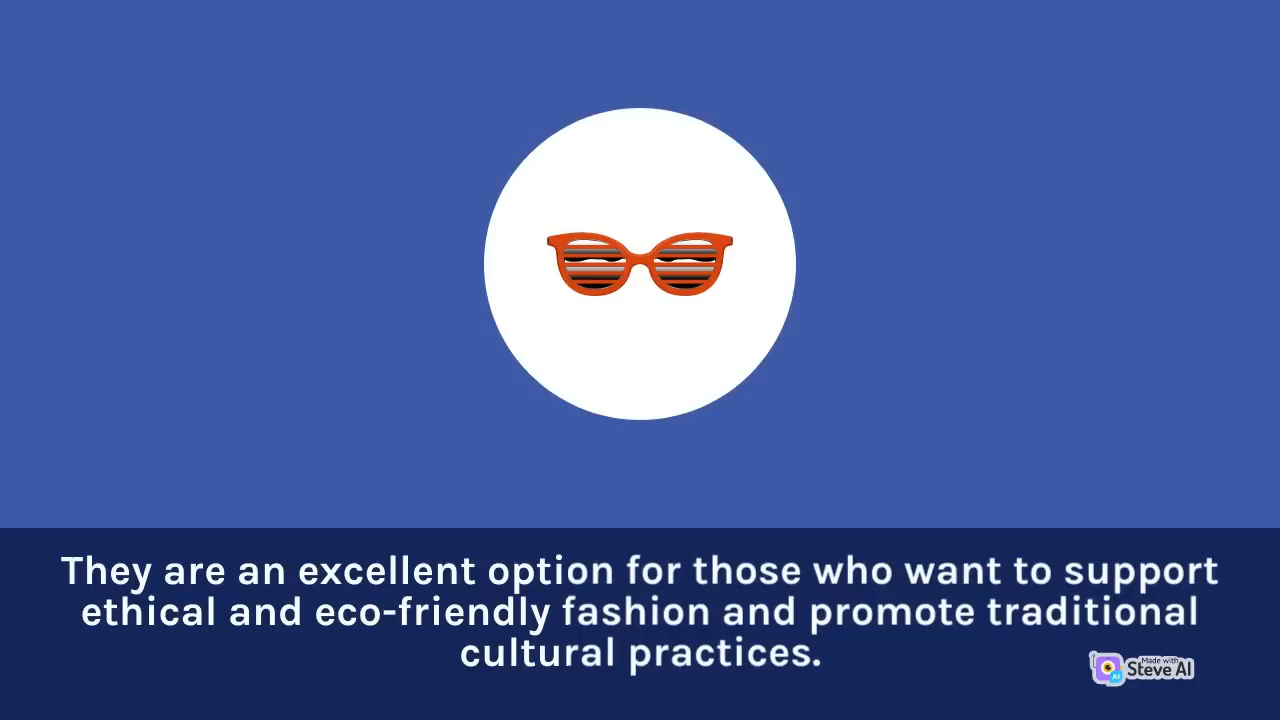 They are an excellent option for those who want to support
ethical and eco-friendly fashion and promote traditional
cultural practices.
Made with
Steve AI
AI